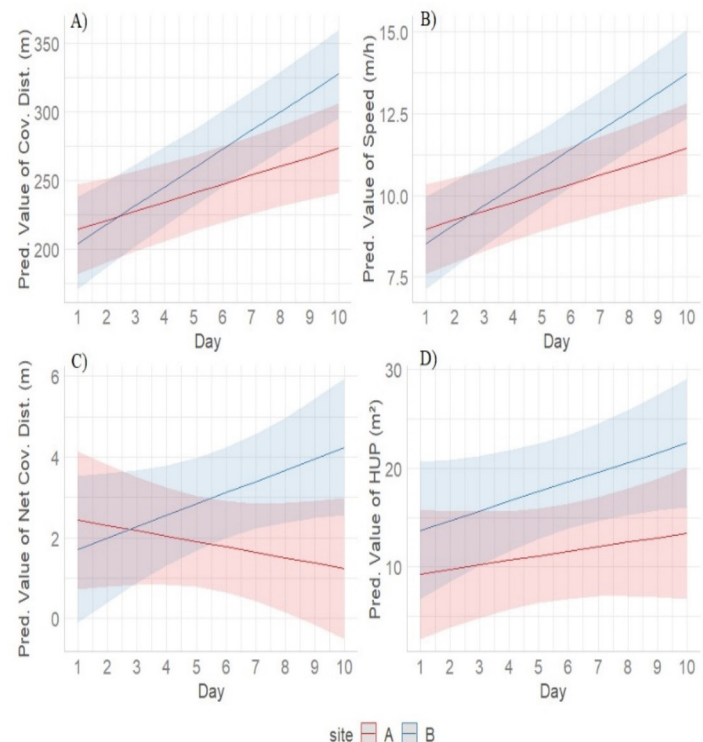 A)
Pred. Value of Cov. Dist. (m)
350
300
250
200
1 2 3 4 5 6 7 8 9 10
Day
B)
Pred. Value of Speed (m/h)
15.0
12.5
10.0
7.5
1 2 3 4 5 6 7 8 9 10
Day
C)
Pred. Value of Net Cov. Dist. (m)
6
4
2
0
1 2 3 4 5 6 7 8 9 10
Day
D)
Pred. Value of HUP (m²)
30
20
10
1 2 3 4 5 6 7 8 9 10
Day
site A B